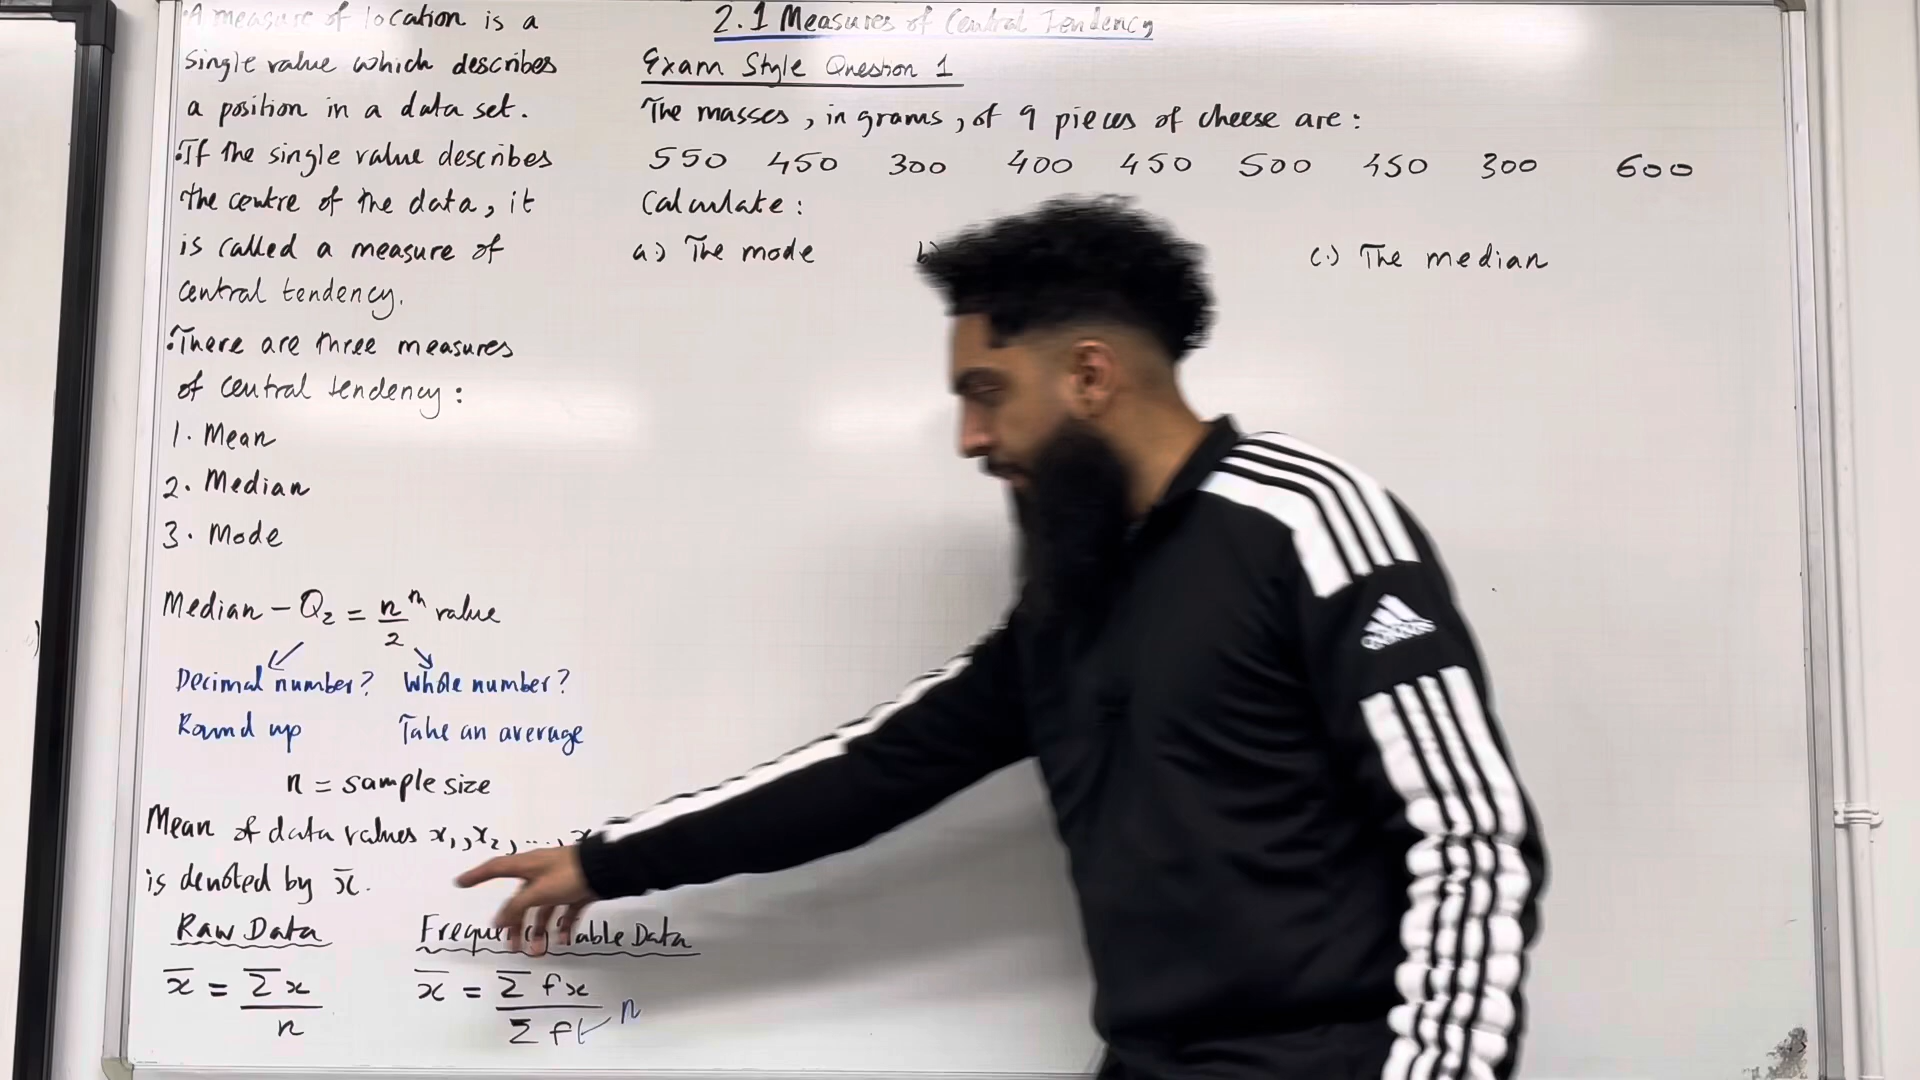 2.1 Measures of Central Tendency
· A measure of location is a
single value which describes
a position in a data set.
· If the single value describes
the centre of the data, it
is called a measure of
central tendency.
· There are three measures
of central tendency:
1. Mean
2. Median
3. Mode
Median - Q₂ = n/2 th value
Decimal number? Whole number?
Round up Take an average
n = sample size
Mean of data values x₁, x₂, ...,
is denoted by x̄.
Raw Data
x̄ = Σx / n
Frequency Table Data
x̄ = Σfx / Σf n
Exam Style Question 1
The masses, in grams, of 9 pieces of cheese are:
550 450 300 400 450 500 450 300 600
Calculate:
a.) The mode b) c.) The median
adidas